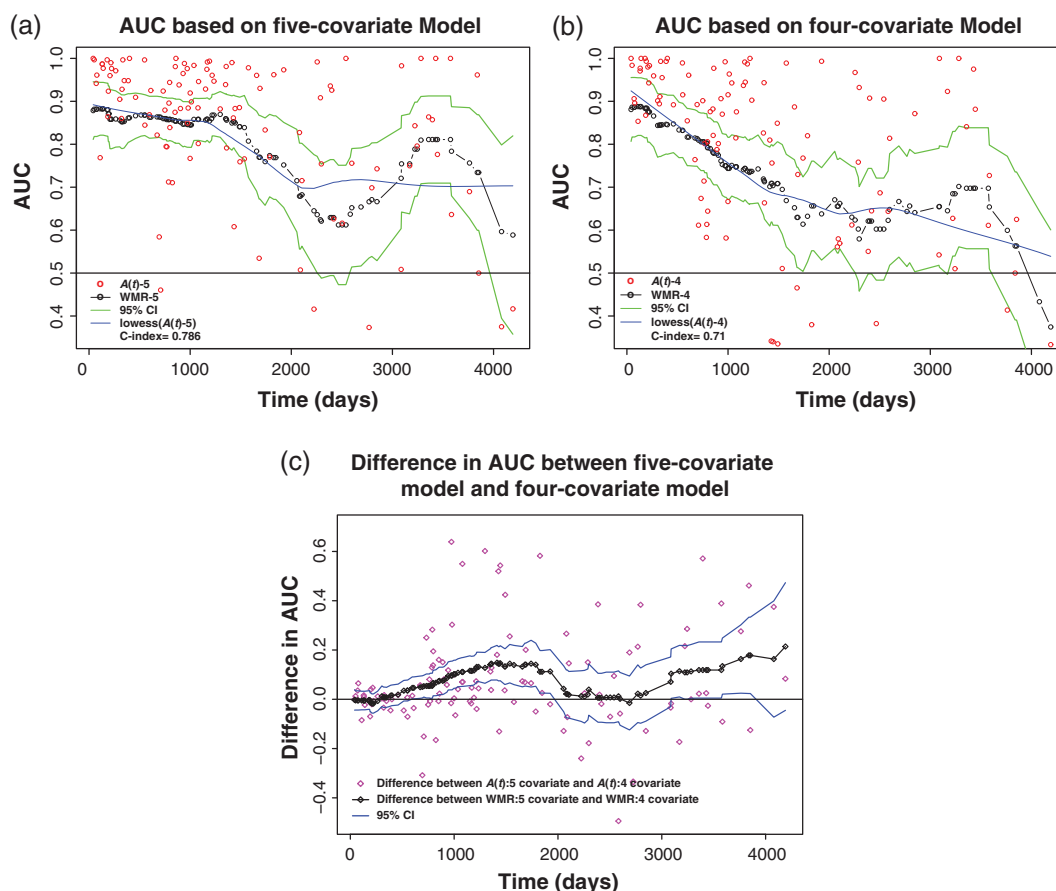 (a)
AUC based on five-covariate Model
AUC
1.0
0.9
0.8
0.7
0.6
0.5
0.4
A(t)-5
WMR-5
95% CI
lowess(A(t)-5)
C-index= 0.786
0 1000 2000 3000 4000
Time (days)
(b)
AUC based on four-covariate Model
AUC
1.0
0.9
0.8
0.7
0.6
0.5
0.4
A(t)-4
WMR-4
95% CI
lowess(A(t)-4)
C-index= 0.71
0 1000 2000 3000 4000
Time (days)
(c)
Difference in AUC between five-covariate
model and four-covariate model
Difference in AUC
0.6
0.4
0.2
0.0
−0.2
−0.4
Difference between A(t):5 covariate and A(t):4 covariate
Difference between WMR:5 covariate and WMR:4 covariate
95% CI
0 1000 2000 3000 4000
Time (days)